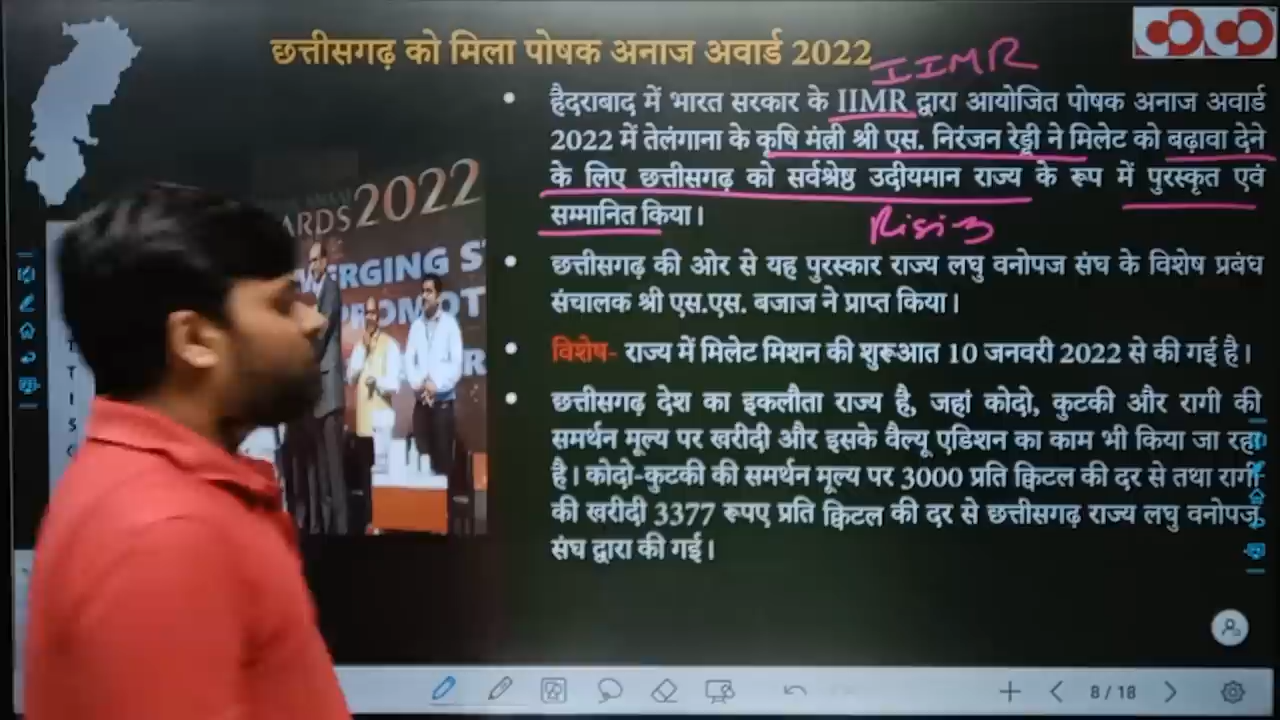 छत्तीसगढ़ को मिला पोषक अनाज अवार्ड 2022
IIMR
हैदराबाद में भारत सरकार के IIMR द्वारा आयोजित पोषक अनाज अवार्ड
2022 में तेलंगाना के कृषि मंत्री श्री एस. निरंजन रेड्डी ने मिलेट को बढ़ावा देने
के लिए छत्तीसगढ़ को सर्वश्रेष्ठ उदीयमान राज्य के रूप में पुरस्कृत एवं
सम्मानित किया।
Rising
छत्तीसगढ़ की ओर से यह पुरस्कार राज्य लघु वनोपज संघ के विशेष प्रबंध
संचालक श्री एस.एस. बजाज ने प्राप्त किया।
विशेष- राज्य में मिलेट मिशन की शुरूआत 10 जनवरी 2022 से की गई है।
छत्तीसगढ़ देश का इकलौता राज्य है, जहां कोदो, कुटकी और रागी की
समर्थन मूल्य पर खरीदी और इसके वैल्यू एडिशन का काम भी किया जा रहा
है। कोदो-कुटकी की समर्थन मूल्य पर 3000 प्रति क्विंटल की दर से तथा रागी
की खरीदी 3377 रूपए प्रति क्विंटल की दर से छत्तीसगढ़ राज्य लघु वनोपज
संघ द्वारा की गई।
ARDS 2022
MERGING S
PROMOT
T
I
S
8 / 18